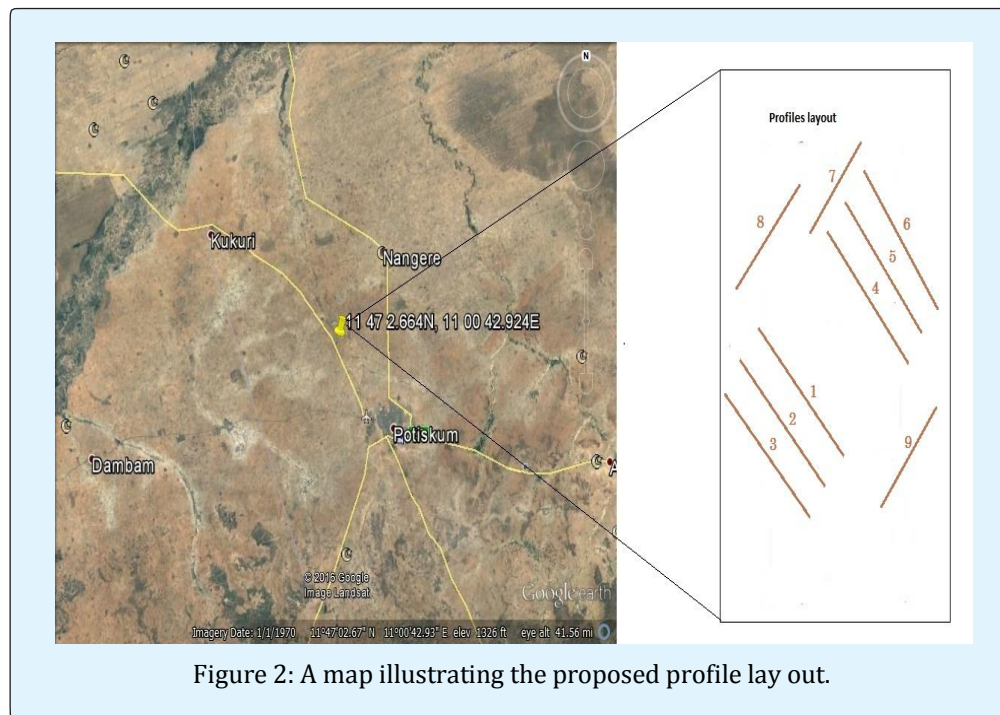 N
Kukuri
Nangere
11 47 2.664N, 11 00 42.924E
Potiskum
Dambam
A
© 2016 Google
Image Landsat
Google earth
Imagery Date: 1/1/1970 11°47'02.67" N 11°00'42.93" E elev 1326 ft eye alt 41.56 mi
Profiles layout
7
8
6
5
4
1
2
3
9
Figure 2: A map illustrating the proposed profile lay out.